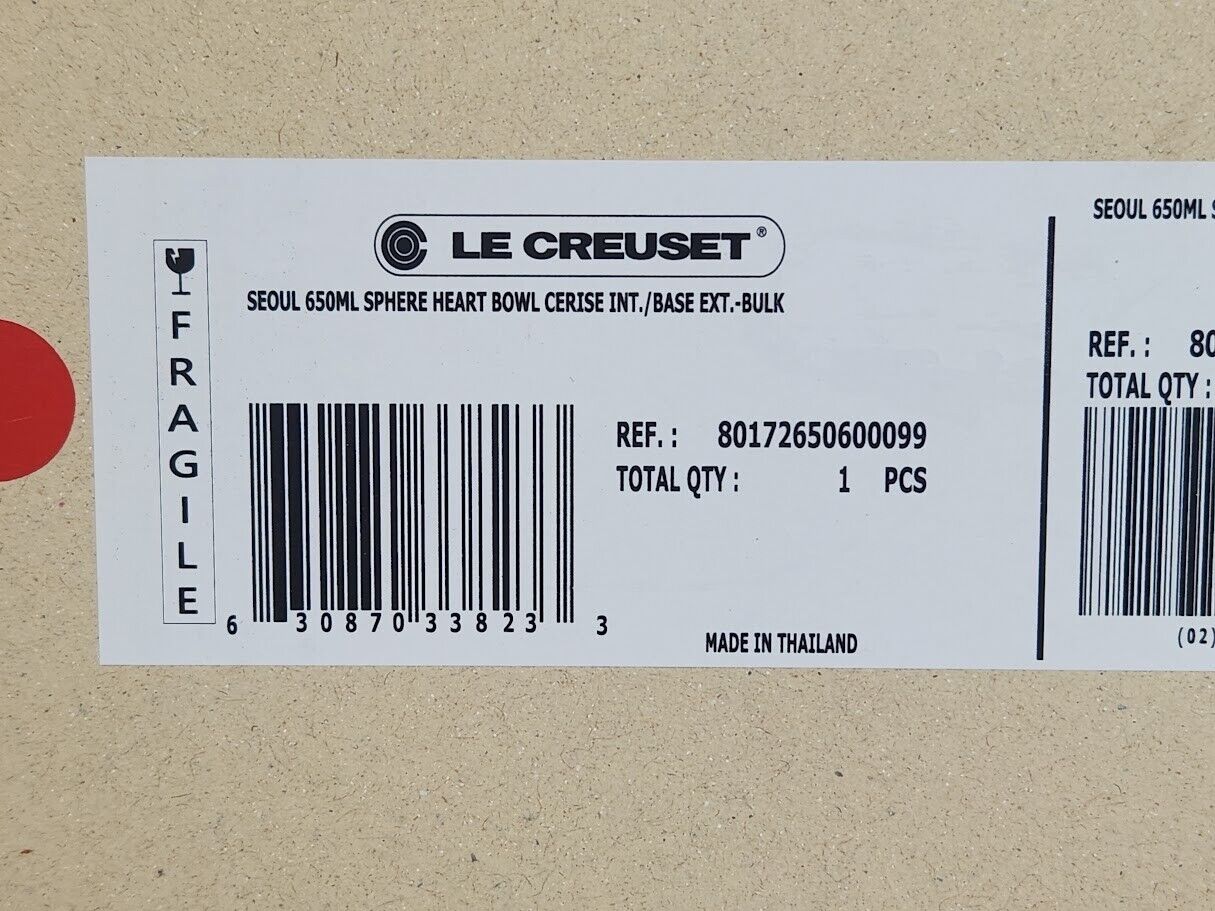 LE CREUSET®
SEOUL 650ML SPHERE HEART BOWL CERISE INT./BASE EXT.-BULK
FRAGILE
REF. : 80172650600099
TOTAL QTY : 1 PCS
6 30870 33823 3
MADE IN THAILAND
SEOUL 650ML
REF. : 80
TOTAL QTY :
(02)